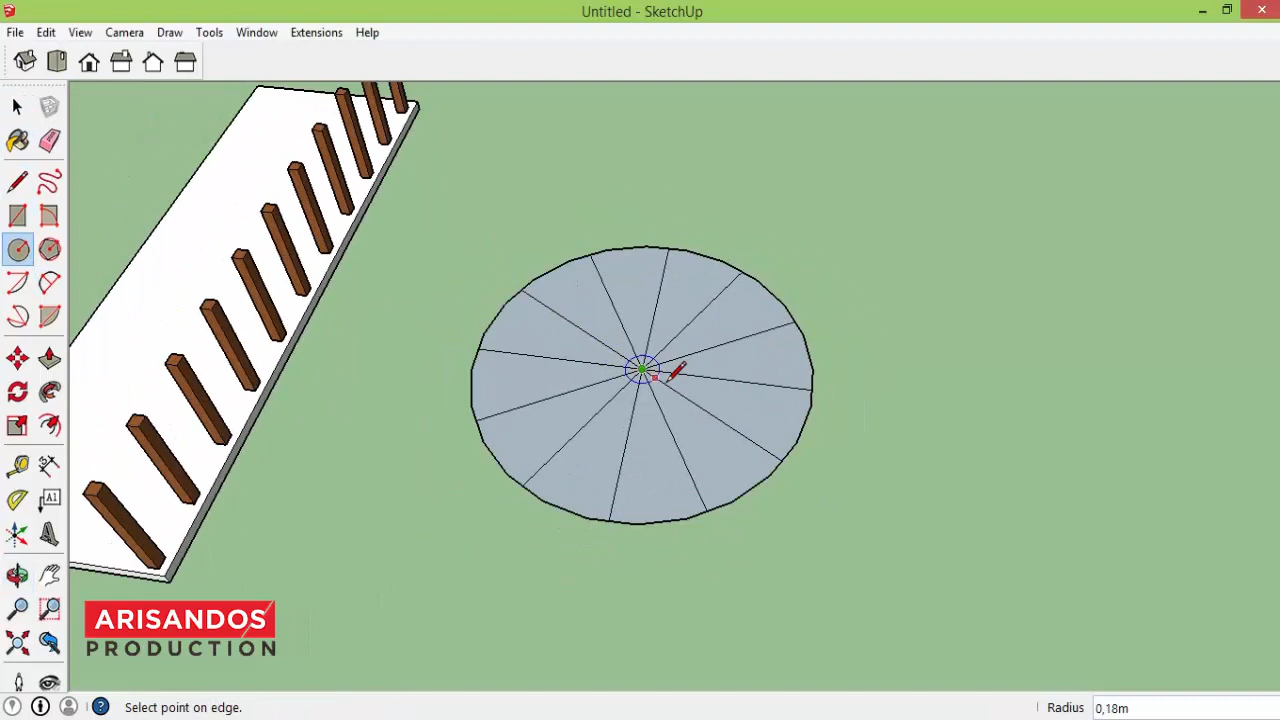 Untitled - SketchUp
File Edit View Camera Draw Tools Window Extensions Help
A1
ARISANDOS
PRODUCTION
Select point on edge.
Radius 0,18m